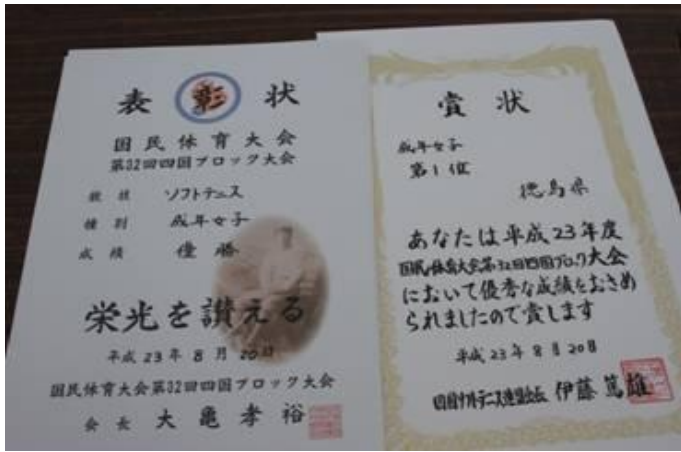 表彰状
国民体育大会
第32回四国ブロック大会
競技 ソフトテニス
種別 成年女子
成績 優勝
栄光を讃える
平成23年8月20日
国民体育大会第32回四国ブロック大会
会長 大亀孝裕
賞状
成年女子
第1位
徳島県
あなたは平成23年度
国民体育大会第32回四国ブロック大会
において優秀な成績をおさめ
られましたので賞します
平成23年8月20日
四国ソフトテニス連盟会長 伊藤篤雄